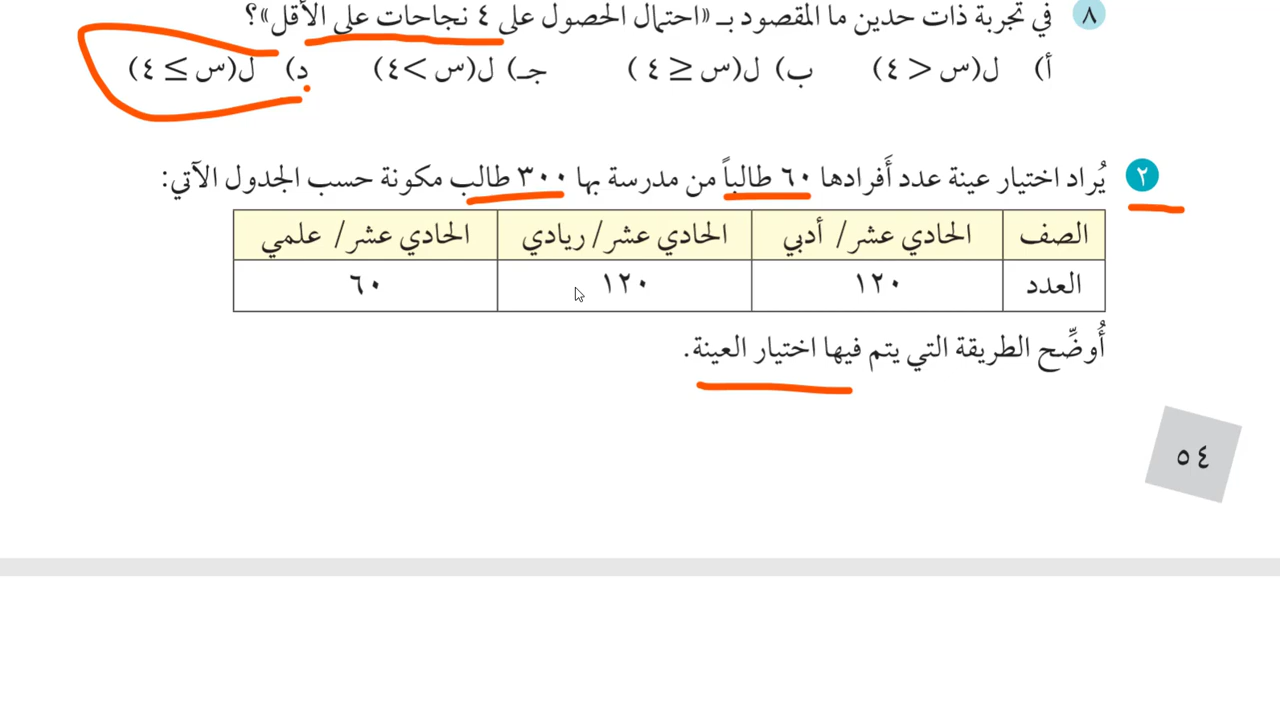 ٨ في تجربة ذات حدين ما المقصود بـ «احتمال الحصول على ٤ نجاحات على الأقل»؟
أ) ل(س > ٤) ب) ل(س ≤ ٤) جـ) ل(س < ٤) د) ل(س ≥ ٤)
٢ يُراد اختيار عينة عدد أَفرادها ٦٠ طالباً من مدرسة بها ٣٠٠ طالب مكونة حسب الجدول الآتي:
الصف الحادي عشر/ أدبي الحادي عشر/ ريادي الحادي عشر/ علمي
العدد ١٢٠ ١٢٠ ٦٠
أُوضِّح الطريقة التي يتم فيها اختيار العينة.
٥٤